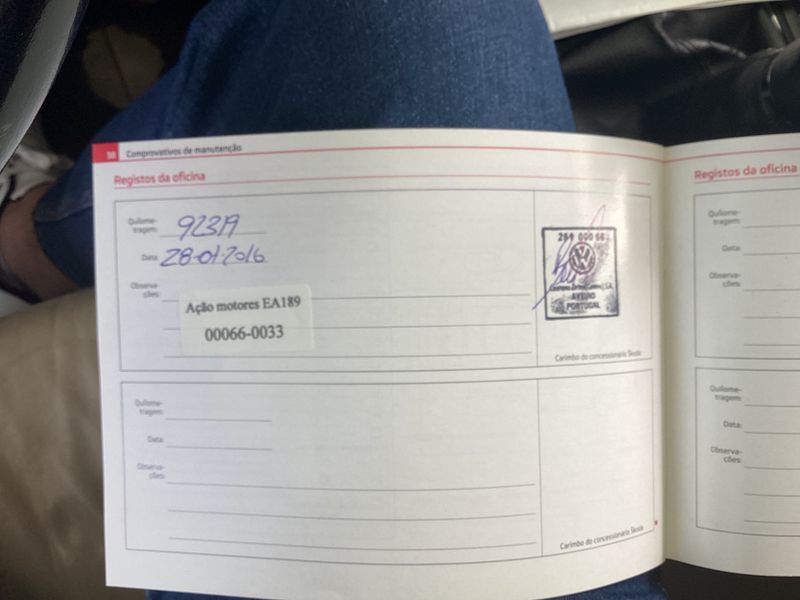 38 Comprovativos de manutenção
Registos da oficina
Quilome-
tragem:
Data: 28-01-2016
Observa-
ções:
Ação motores EA189
00066-0033
AVEIRO
PORTUGAL
Carimbo do concessionário Škoda
Quilome-
tragem:
Data:
Observa-
ções:
Carimbo do concessionário Škoda
Registos da oficina
Quilome-
tragem:
Data:
Observa-
ções:
Quilome-
tragem:
Data:
Observa-
ções: